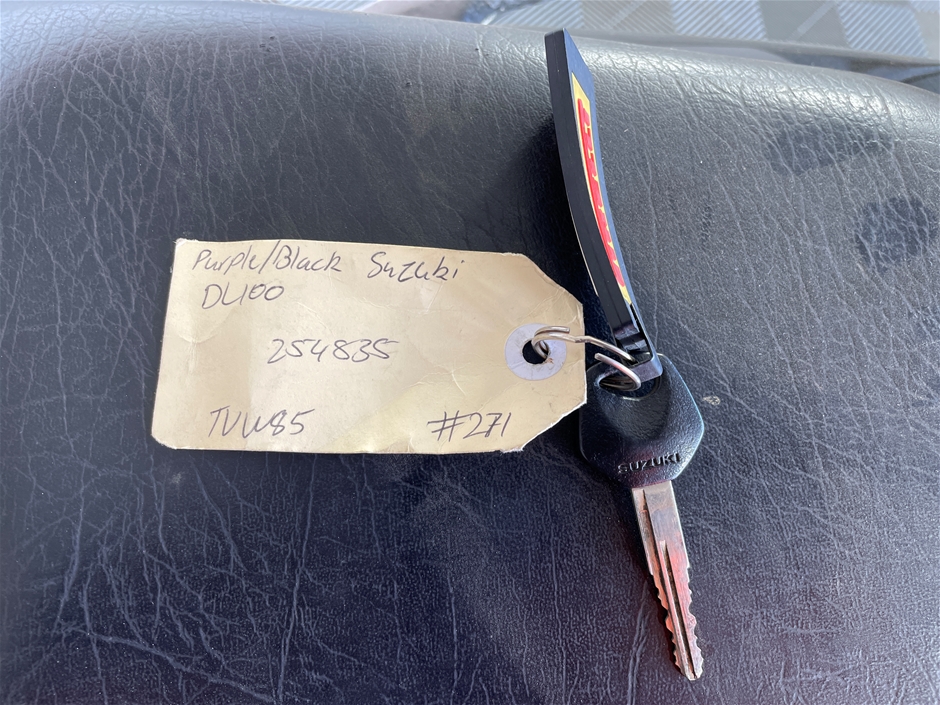 Purple/Black Suzuki
DL100
254835
TVW85 #271
SUZUKI